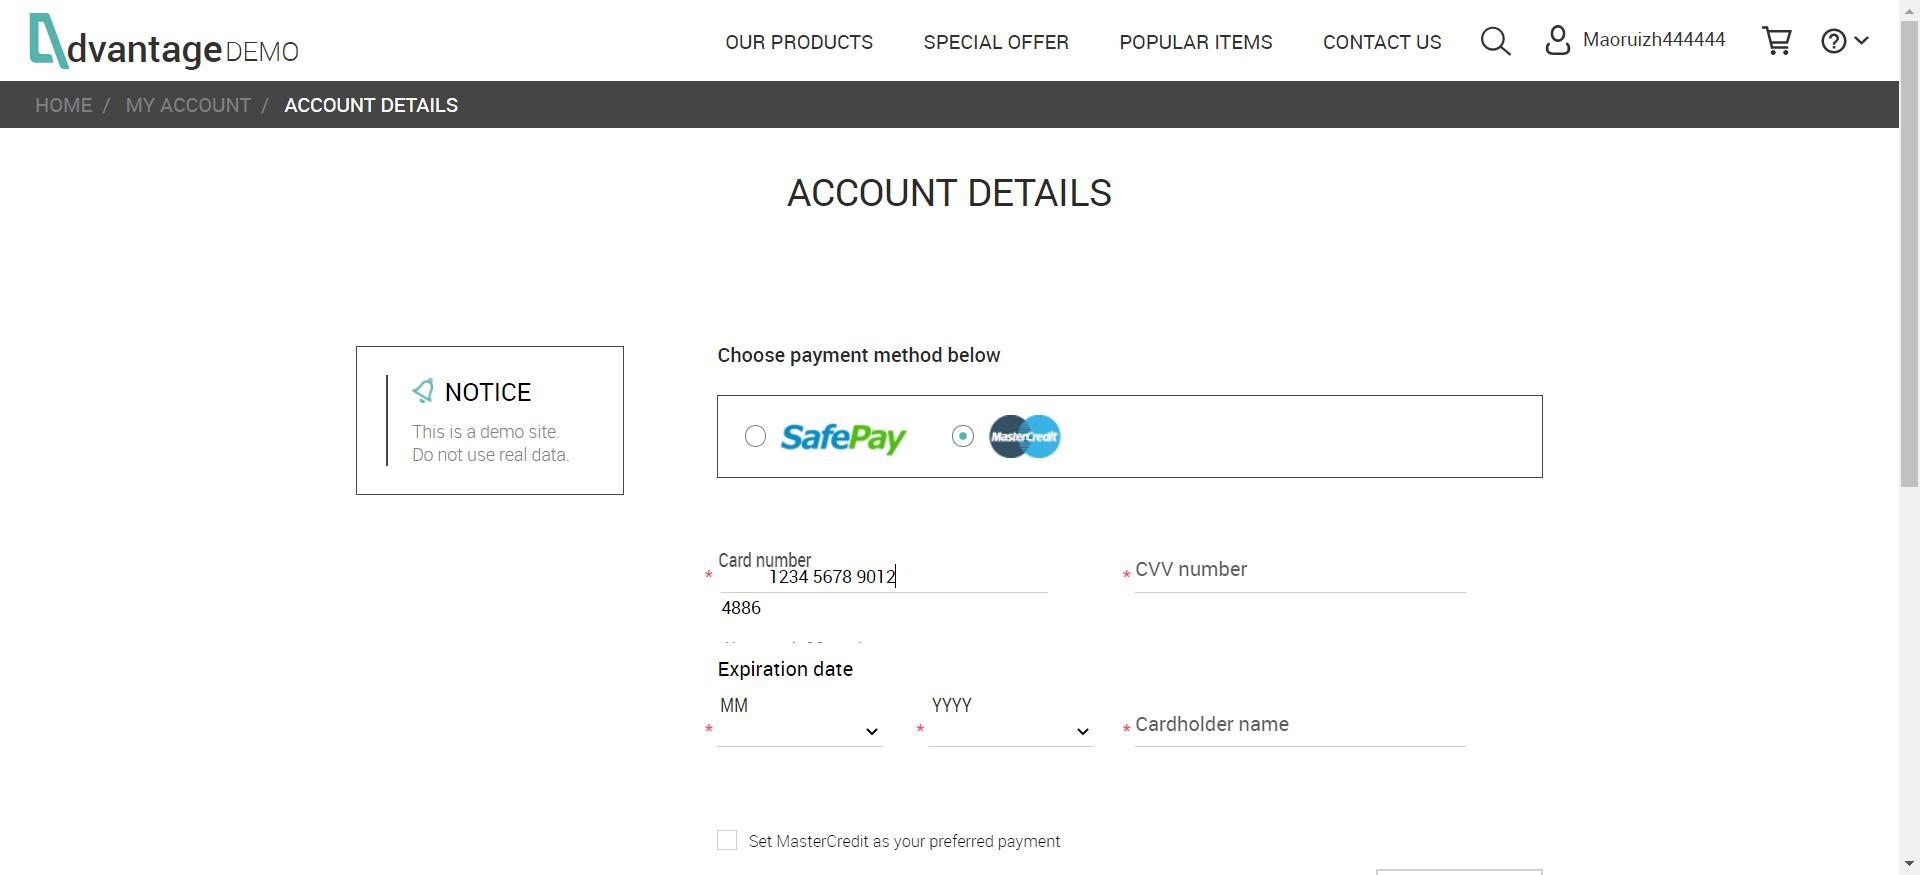 dvantage DEMO
OUR PRODUCTS
SPECIAL OFFER
POPULAR ITEMS
CONTACT US
Maoruizh444444
HOME / MY ACCOUNT / ACCOUNT DETAILS
ACCOUNT DETAILS
NOTICE
This is a demo site.
Do not use real data.
Choose payment method below
SafePay
MasterCredit
Card number
* 1234 5678 9012
4886
* CVV number
Expiration date
* MM
* YYYY
* Cardholder name
Set MasterCredit as your preferred payment